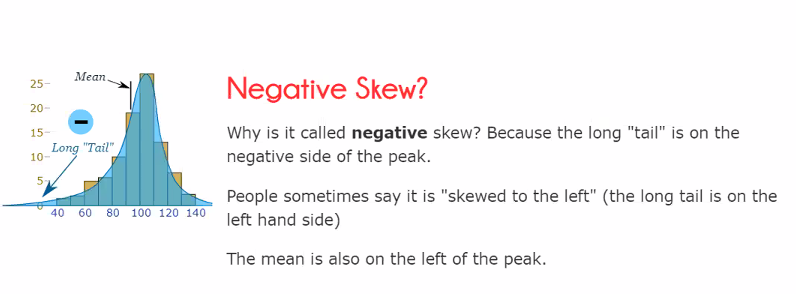 Mean
25
20
15
10
5
0
Long "Tail"
40 60 80 100 120 140
Negative Skew?
Why is it called negative skew? Because the long "tail" is on the
negative side of the peak.
People sometimes say it is "skewed to the left" (the long tail is on the
left hand side)
The mean is also on the left of the peak.